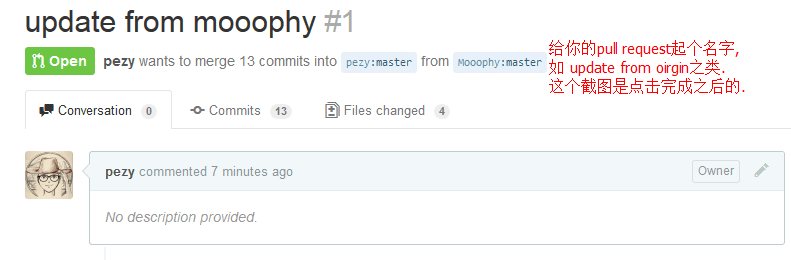 update from mooophy #1
Open pezy wants to merge 13 commits into pezy:master from Mooophy:master
给你的pull request起个名字,
如 update from oirgin之类.
这个截图是点击完成之后的.
Conversation 0 Commits 13 Files changed 4
pezy commented 7 minutes ago Owner
No description provided.